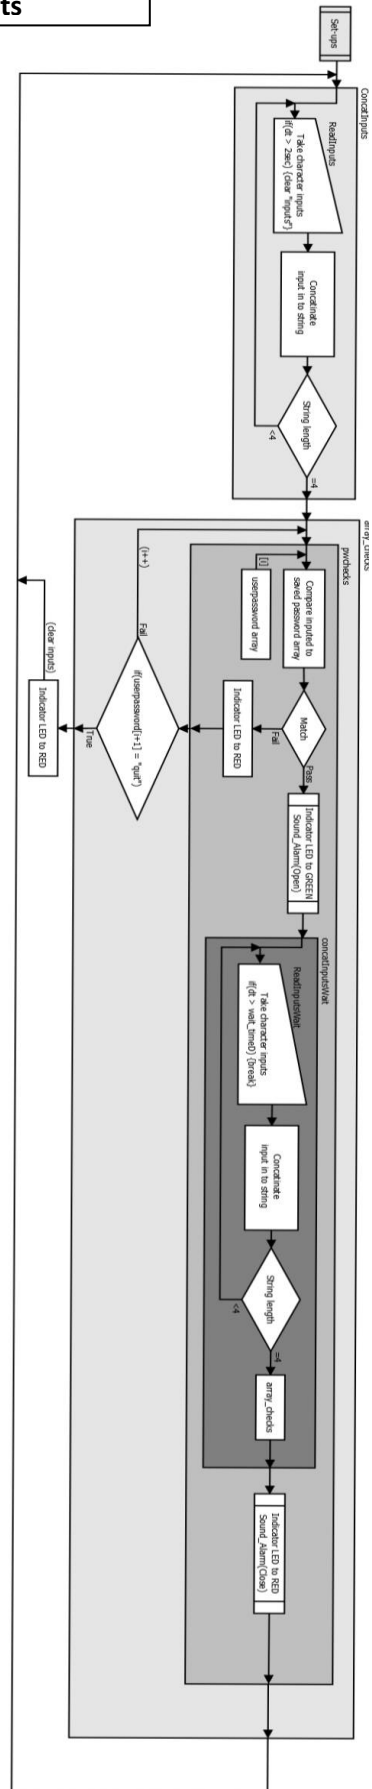 ts
Set-ups
ConcatInputs
ReadInputs
Take character inputs
if(dt > 2sec) {clear "inputs"}
Concatinate
input in to string
String length
<4
=4
array_checks
pwchecks
Compare inputed to
saved password array
[i]
userpassword array
Match
Fail
Pass
Indicator LED to RED
Indicator LED to GREEN
Sound_Alarm(Open)
concatInputsWait
ReadInputsWait
Take character inputs
if(dt > wait_timeD) {break}
Concatinate
input in to string
String length
<4
=4
array_checks
Indicator LED to RED
Sound_Alarm(Close)
(i++)
Fail
if(userpassword[i+1] = "quit")
True
(clear inputs)
Indicator LED to RED